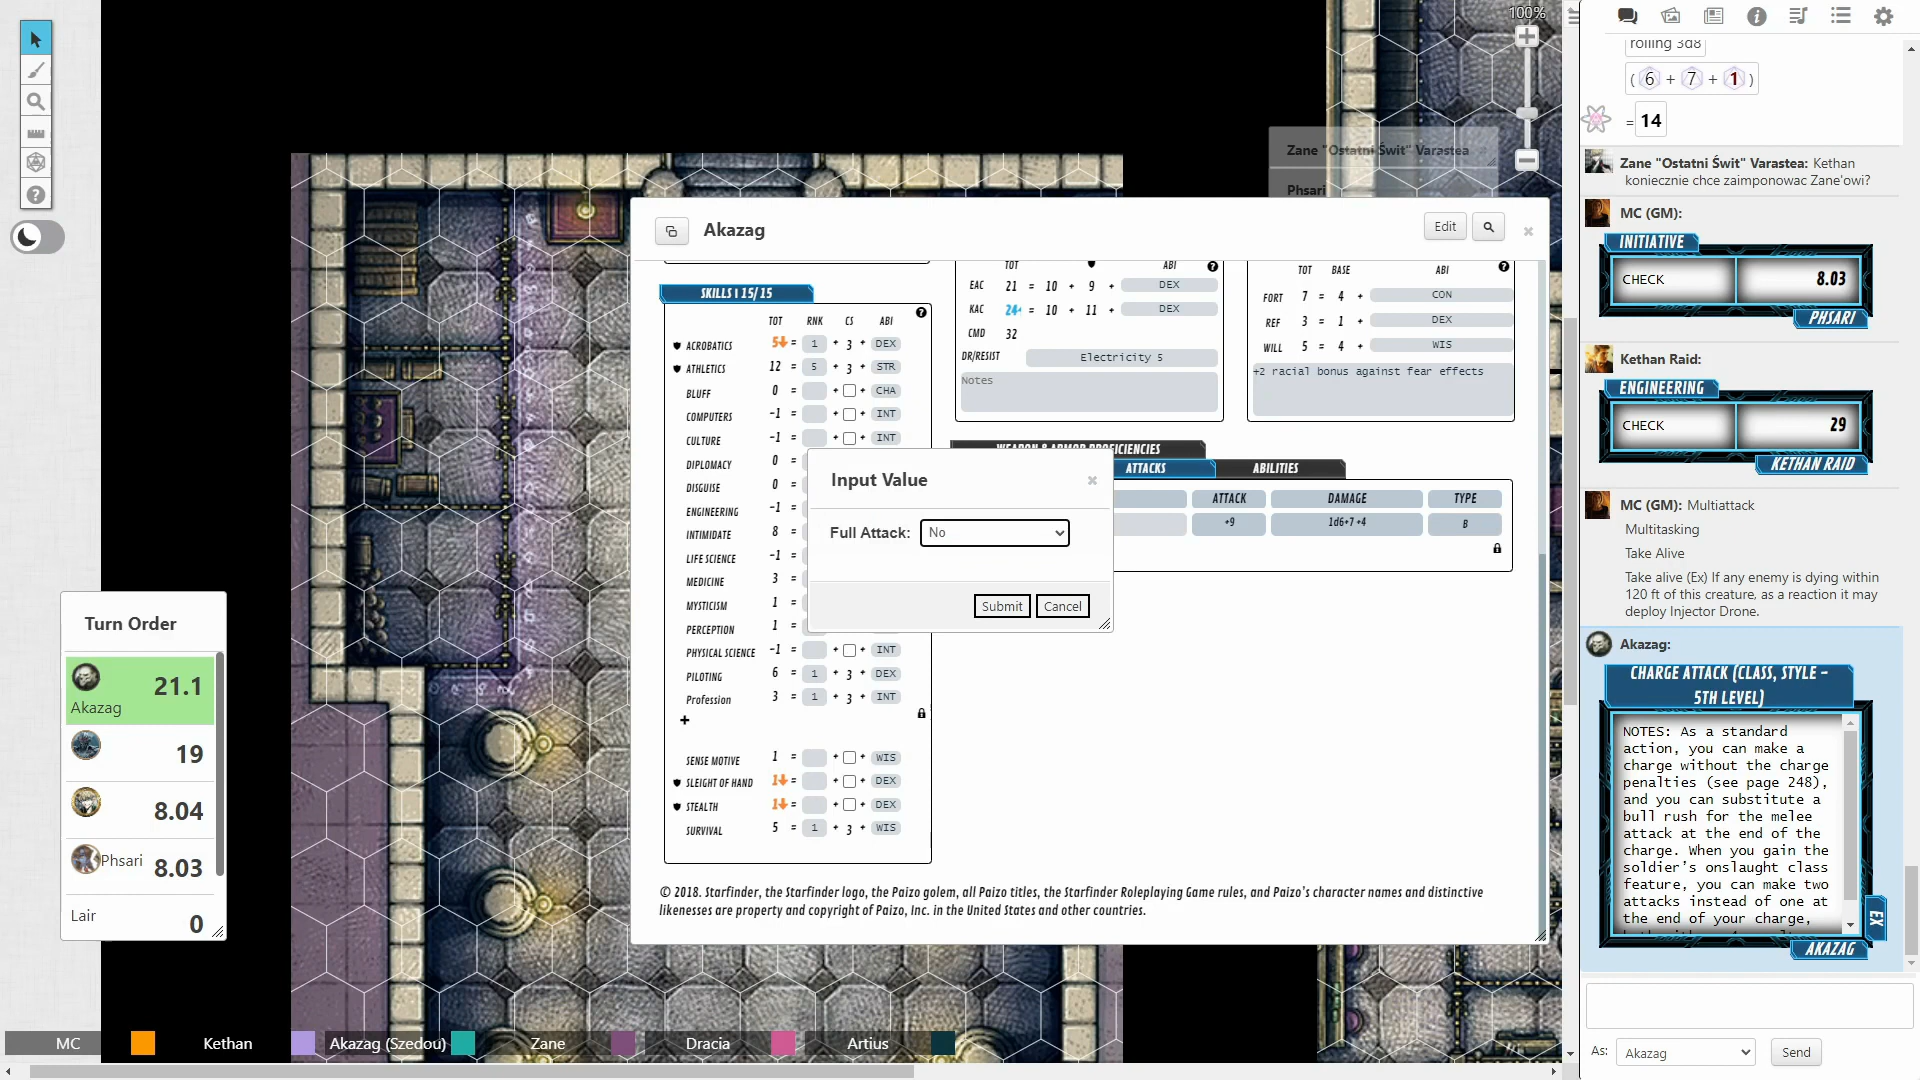 100%
Zane "Ostatni Świt" Varastea
Phsari
Akazag
Edit
SKILLS | 15/ 15
TOT RNK CS ABI
ACROBATICS 5 = 1 + 3 + DEX
ATHLETICS 12 = 5 + 3 + STR
BLUFF 0 = + + CHA
COMPUTERS -1 = + + INT
CULTURE -1 = + + INT
DIPLOMACY 0 =
DISGUISE 0 =
ENGINEERING -1 =
INTIMIDATE 8 =
LIFE SCIENCE -1 =
MEDICINE 3 =
MYSTICISM 1 =
PERCEPTION 1 =
PHYSICAL SCIENCE -1 = + + INT
PILOTING 6 = 1 + 3 + DEX
Profession 3 = 1 + 3 + INT
+
SENSE MOTIVE 1 = + + WIS
SLEIGHT OF HAND 1 = + + DEX
STEALTH 1 = + + DEX
SURVIVAL 5 = 1 + 3 + WIS
TOT ABI
EAC 21 = 10 + 9 + DEX
KAC 24 = 10 + 11 + DEX
CMD 32
DR/RESIST Electricity 5
Notes
TOT BASE ABI
FORT 7 = 4 + CON
REF 3 = 1 + DEX
WILL 5 = 4 + WIS
+2 racial bonus against fear effects
WEAPON & ARMOR PROFICIENCIES
ATTACKS ABILITIES
ATTACK DAMAGE TYPE
+9 1d6+7 +4 B
Input Value
Full Attack: No
Submit Cancel
© 2018. Starfinder, the Starfinder logo, the Paizo golem, all Paizo titles, the Starfinder Roleplaying Game rules, and Paizo's character names and distinctive
likenesses are property and copyright of Paizo, Inc. in the United States and other countries.
Turn Order
21.1
Akazag
19
8.04
Phsari 8.03
Lair
0
MC
Kethan
Akazag (Szedou)
Zane
Dracia
Artius
rolling 3d8
( 6 + 7 + 1 )
= 14
Zane "Ostatni Świt" Varastea: Kethan
koniecznie chce zaimponowac Zane'owi?
MC (GM):
INITIATIVE
CHECK 8.03
PHSARI
Kethan Raid:
ENGINEERING
CHECK 29
KETHAN RAID
MC (GM): Multiattack
Multitasking
Take Alive
Take alive (Ex) If any enemy is dying within
120 ft of this creature, as a reaction it may
deploy Injector Drone.
Akazag:
CHARGE ATTACK (CLASS, STYLE -
5TH LEVEL)
NOTES: As a standard
action, you can make a
charge without the charge
penalties (see page 248),
and you can substitute a
bull rush for the melee
attack at the end of the
charge. When you gain the
soldier's onslaught class
feature, you can make two
attacks instead of one at
the end of your charge,
EX
AKAZAG
As: Akazag Send